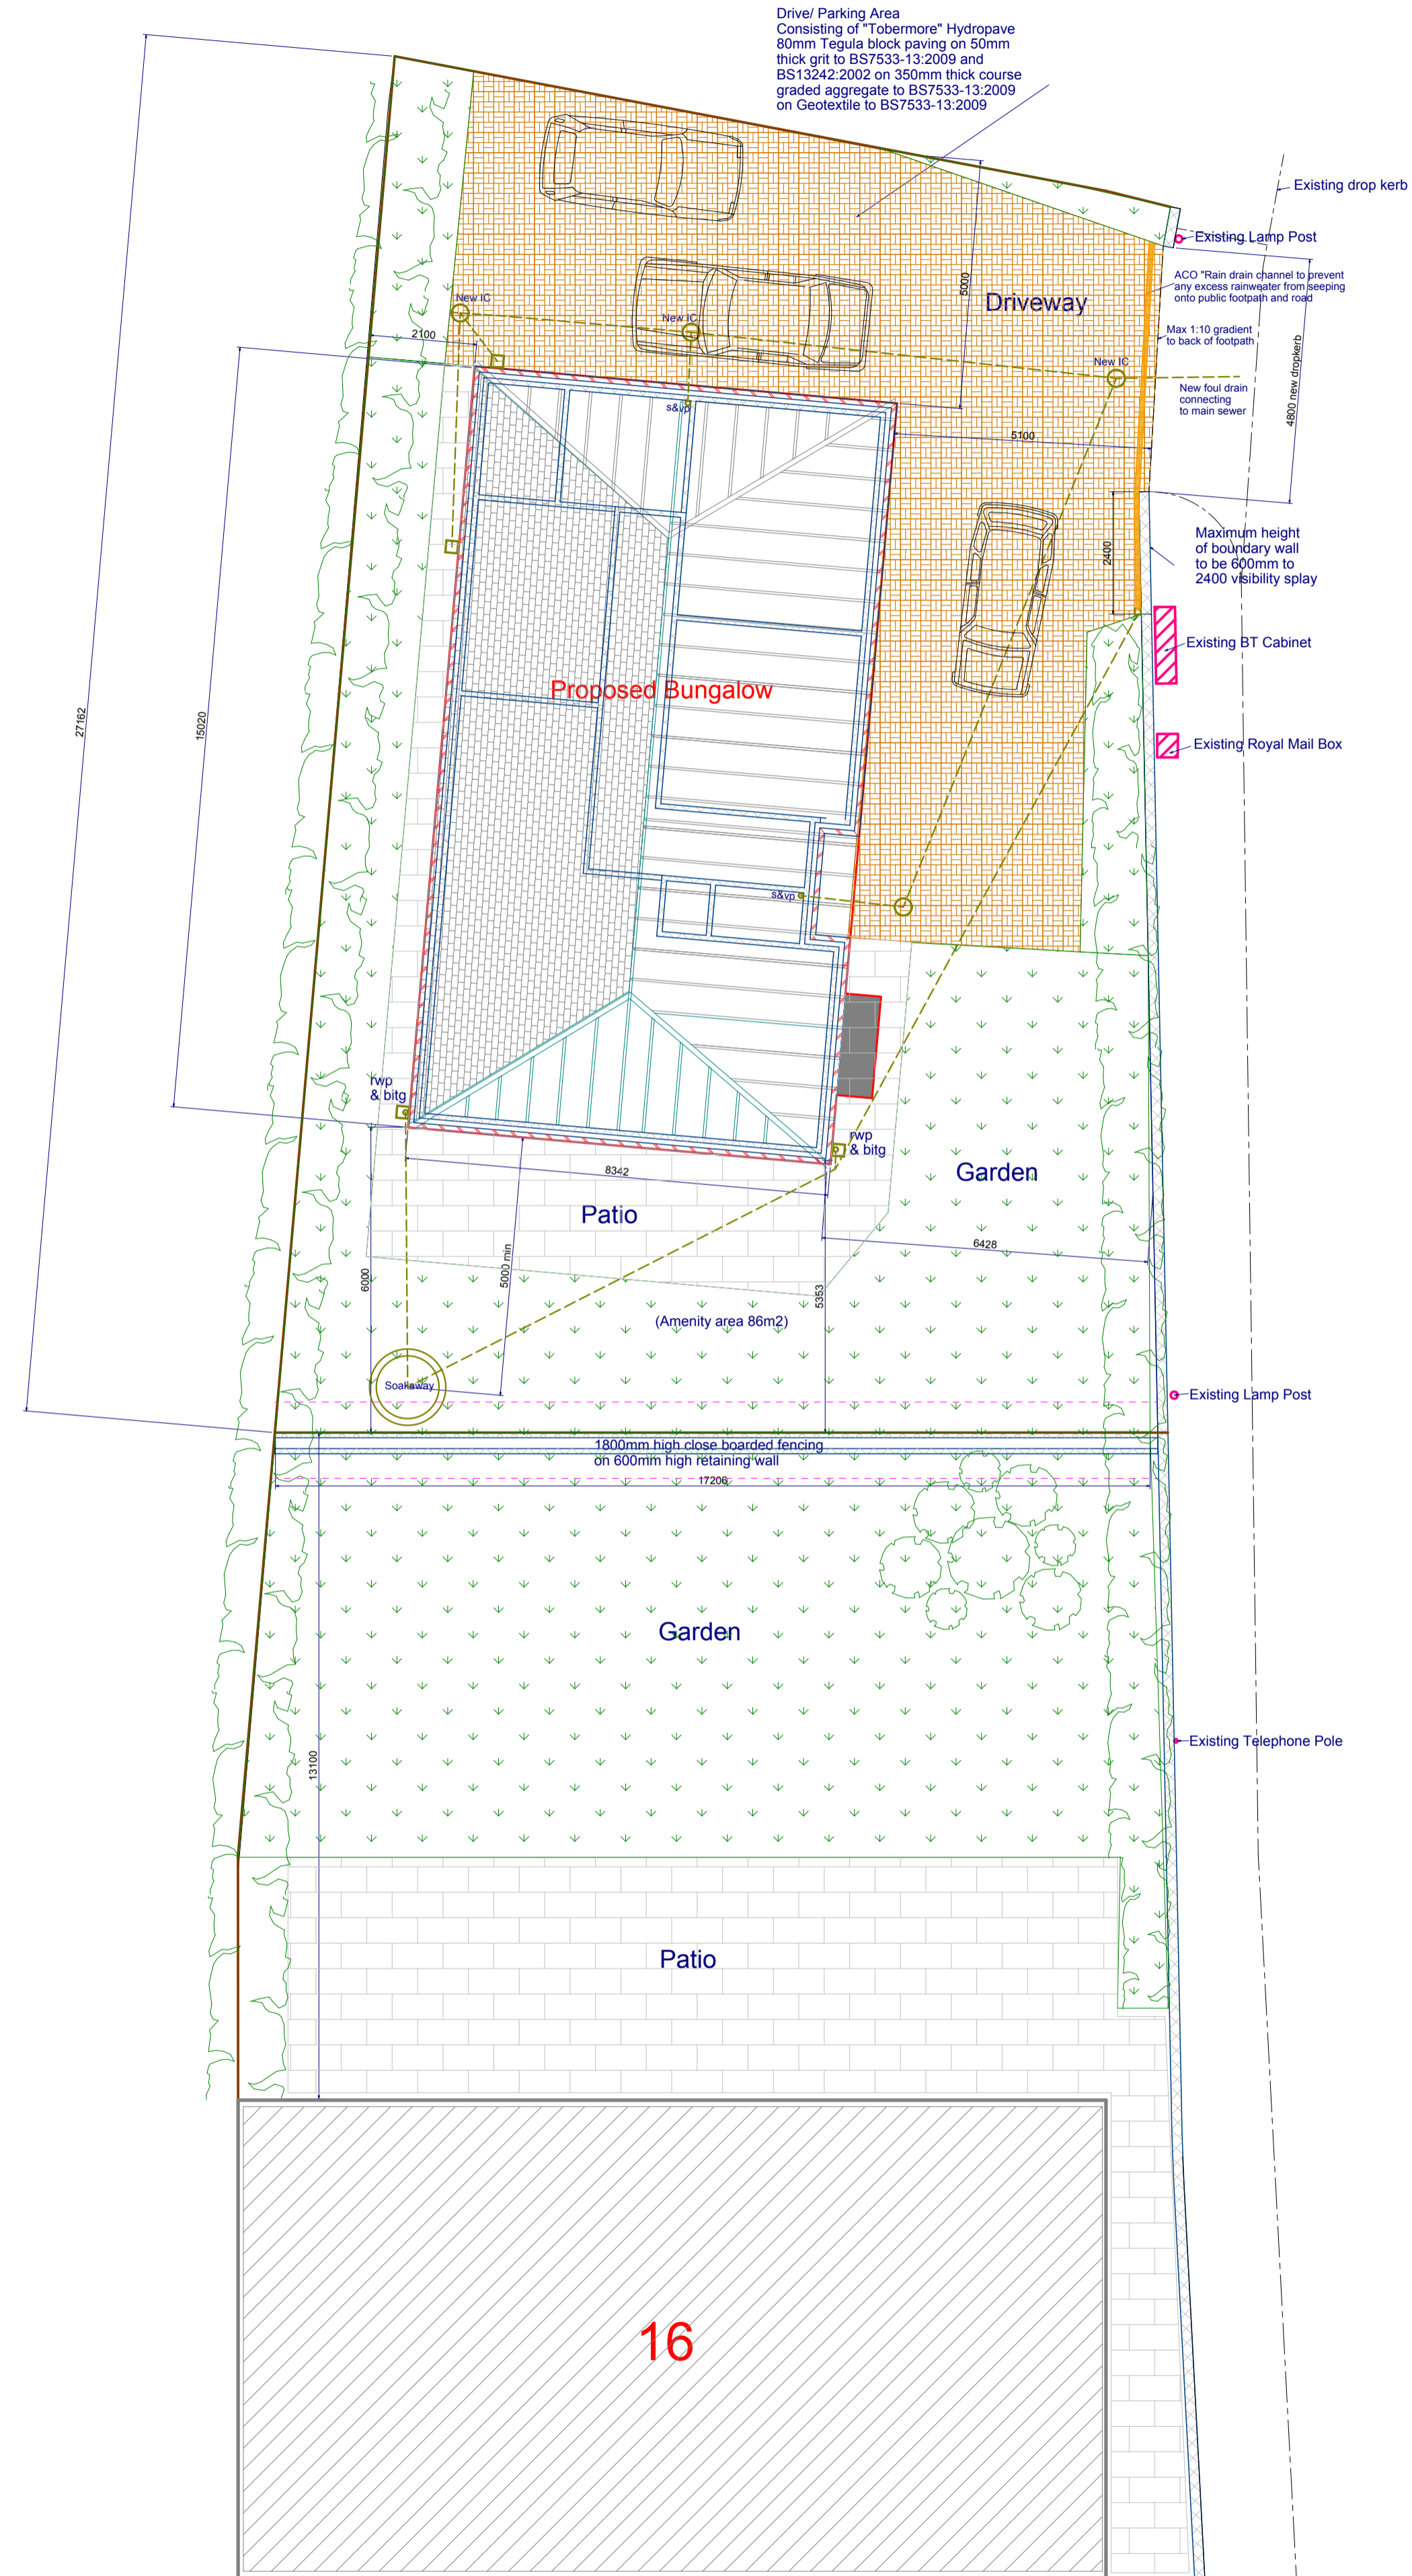 Drive/ Parking Area
Consisting of "Tobermore" Hydropave
80mm Tegula block paving on 50mm
thick grit to BS7533-13:2009 and
BS13242:2002 on 350mm thick course
graded aggregate to BS7533-13:2009
on Geotextile to BS7533-13:2009
Existing drop kerb
Existing Lamp Post
ACO "Rain drain channel to prevent
any excess rainweater from seeping
onto public footpath and road
Driveway
5000
New IC
New IC
Max 1:10 gradient
to back of footpath
2100
New IC
New foul drain
connecting
to main sewer
4800 new dropkerb
s&vp
5100
Maximum height
of boundary wall
to be 600mm to
2400 visibility splay
2400
Existing BT Cabinet
Proposed Bungalow
27162
15020
Existing Royal Mail Box
s&vp
rwp
& bitg
rwp
& bitg
8342
Garden
Patio
6428
5000 min
6000
5353
(Amenity area 86m2)
Soakaway
Existing Lamp Post
1800mm high close boarded fencing
on 600mm high retaining wall
17206
Garden
13100
Existing Telephone Pole
Patio
16